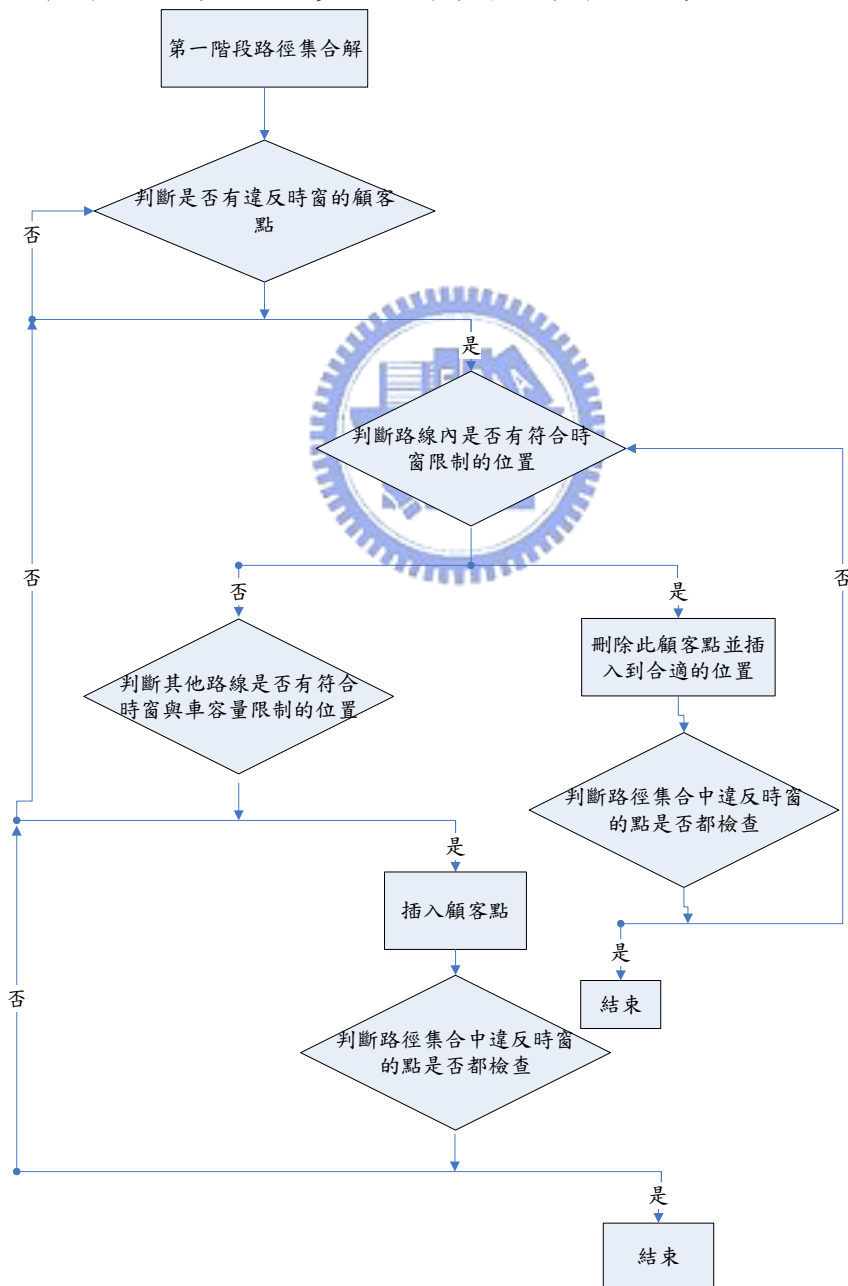 第一階段路徑集合解
判斷是否有違反時窗的顧客
點
否
是
判斷路線內是否有符合時
窗限制的位置
否
否
是
否
刪除此顧客點並插
入到合適的位置
判斷其他路線是否有符合
時窗與車容量限制的位置
判斷路徑集合中違反時窗
的點是否都檢查
是
插入顧客點
是
結束
否
判斷路徑集合中違反時窗
的點是否都檢查
是
結束